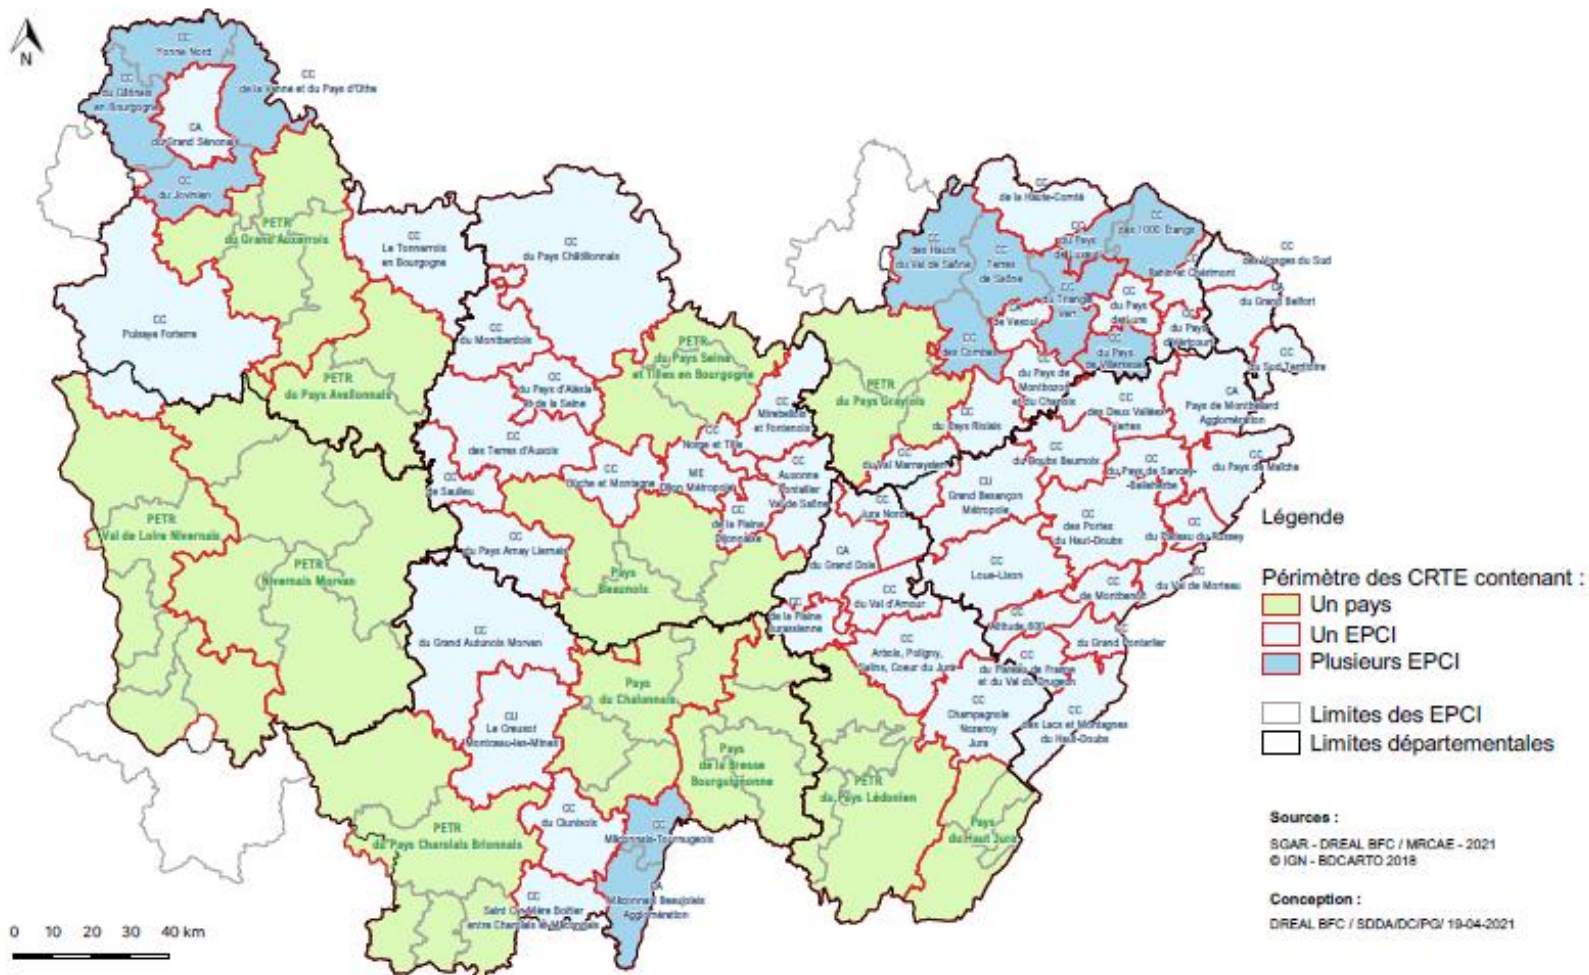 N
CC
Yonne Nord
CC
du Gâtinais
en Bourgogne
CC
de la Vanne et du Pays d'Othe
CA
du Grand Sénonais
CC
du Jovinien
PETR
du Grand Auxerrois
CC
Le Tonnerrois
en Bourgogne
CC
du Pays Châtillonnais
CC
de la Haute-Comté
CC
des 1000 Etangs
CC
des Hauts
du Val de Saône
CC
Terres
de Saône
CC
du Pays
de Luxeuil
Rahin et Chérimont
CC
des Vosges du Sud
CA
du Grand Belfort
CC
du Triangle
Vert
CA
de Vesoul
CC
du Pays
de Lure
CC
du Pays
d'Héricourt
CC
du Sud Territoire
CC
Puisaye Forterre
CC
du Montbardois
PETR
du Pays Seine
et Tilles en Bourgogne
CC
des Combes
CC
du Pays
de Villersexel
PETR
du Pays Avallonnais
CC
du Pays d'Alésia
et de la Seine
CC
Mirebellois
et Fontenois
PETR
du Pays Graylois
CC
du Pays de
Montbozon
et du Chanois
CC
des Deux Vallées
Vertes
CA
Pays de Montbéliard
Agglomération
CC
du Pays Riolais
CC
des Terres d'Auxois
CC
Norge et Tille
CC
du Val Marnaysien
CC
du Doubs Baumois
CC
du Pays de Sancey-
Belleherbe
CC
du Pays de Maîche
CC
de Saulieu
CC
Ouche et Montagne
ME
Dijon Métropole
CC
Auxonne
Pontailler
Val de Saône
CU
Grand Besançon
Métropole
CC
Jura Nord
CC
de la Plaine
Dijonnaise
CC
des Portes
du Haut-Doubs
CC
du Plateau du Russey
PETR
Val de Loire Nivernais
CC
du Pays Arnay Liernais
PETR
Nivernais Morvan
Pays
Beaunois
CA
du Grand Dole
CC
Loue-Lison
CC
du Val de Morteau
CC
de Montbenoit
CC
du Val d'Amour
CC
de la Plaine
Jurassienne
CC
Altitude 800
CC
du Grand Pontarlier
CC
du Grand Autunois Morvan
CC
Arbois, Poligny,
Salins, Coeur du Jura
CC
du Plateau de Frasne
et du Val du Drugeon
Pays
du Chalonnais
CU
Le Creusot
Montceau-les-Mines
CC
Champagnole
Nozeroy
Jura
CC
des Lacs et Montagnes
du Haut-Doubs
Pays
de la Bresse
Bourguignonne
PETR
du Pays Lédonien
Pays
du Haut Jura
PETR
du Pays Charolais Brionnais
CC
du Clunisois
CC
Mâconnais-Tournugeois
CA
Mâconnais Beaujolais
Agglomération
CC
Saint Cyr Mère Boitier
entre Charolais et Mâconnais
Légende
Périmètre des CRTE contenant :
Un pays
Un EPCI
Plusieurs EPCI
Limites des EPCI
Limites départementales
Sources :
SGAR - DREAL BFC / MRCAE - 2021
© IGN - BDCARTO 2018
Conception :
DREAL BFC / SDDA/DC/PG/ 19-04-2021
0 10 20 30 40 km